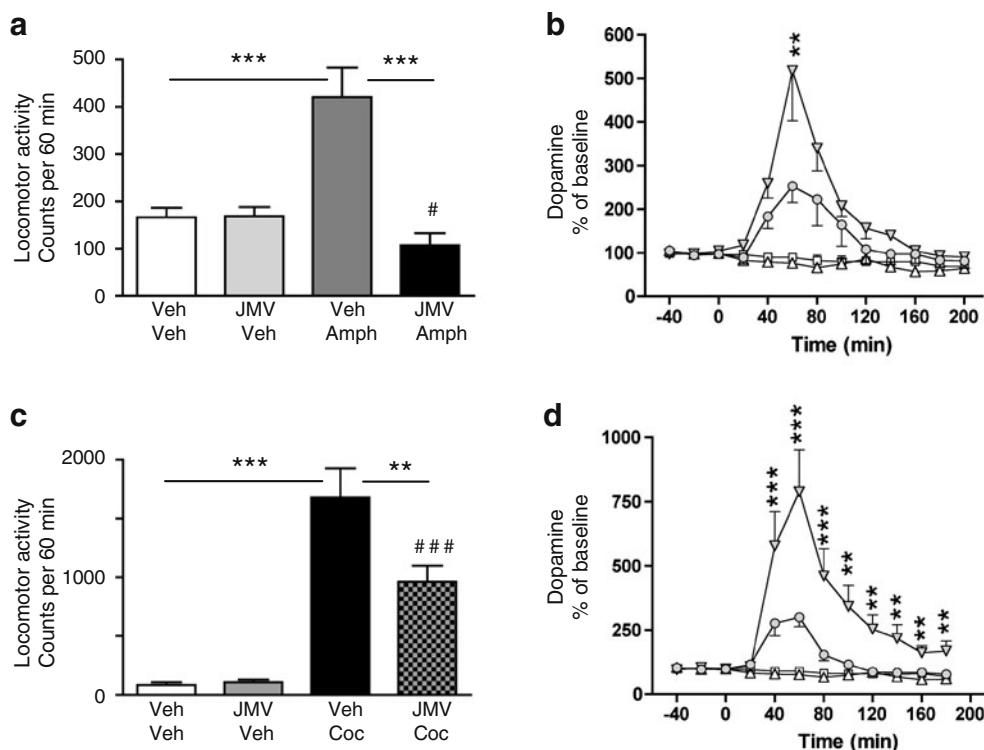 a
Locomotor activity
Counts per 60 min
500
400
300
200
100
0
***
***
#
Veh
Veh
JMV
Veh
Veh
Amph
JMV
Amph
b
Dopamine
% of baseline
600
500
400
300
200
100
0
**
-40 0 40 80 120 160 200
Time (min)
c
Locomotor activity
Counts per 60 min
2000
1000
0
***
**
###
Veh
Veh
JMV
Veh
Veh
Coc
JMV
Coc
d
Dopamine
% of baseline
1000
750
500
250
0
***
***
***
**
**
**
**
**
-40 0 40 80 120 160 200
Time (min)